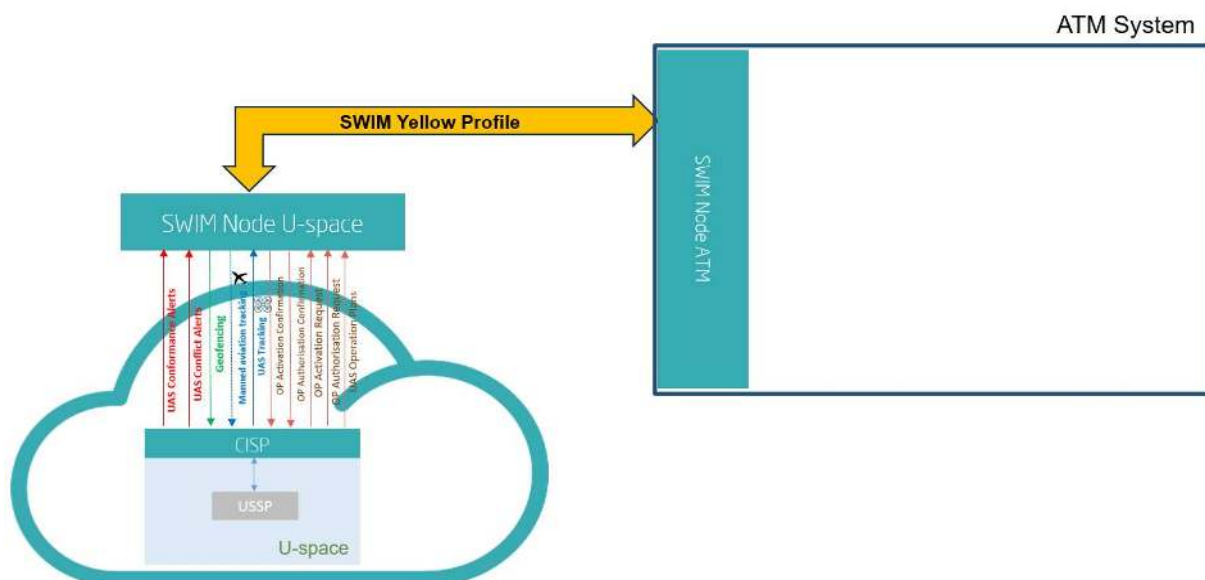 ATM System
SWIM Yellow Profile
SWIM Node ATM
SWIM Node U-space
UAS Conformance Alerts
UAS Conflict Alerts
Geofencing
Manned aviation tracking
UAS Tracking
OP Activation Confirmation
OP Authorisation Confirmation
OP Activation Request
OP Authorisation Request
UAS Operation Plans
CISP
USSP
U-space